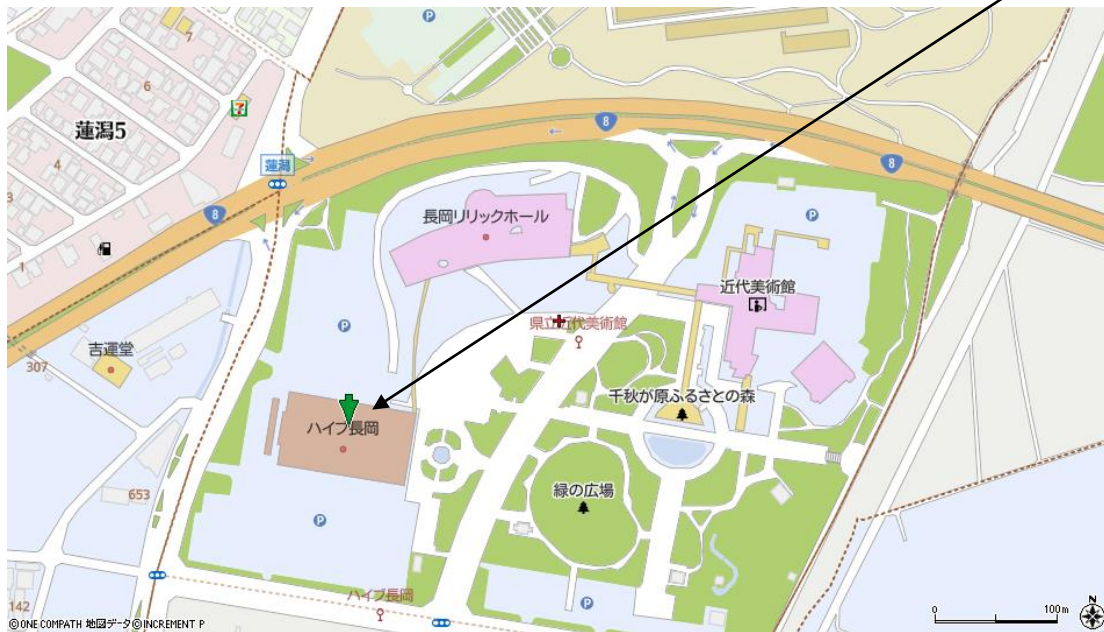 P
7
6
7
蓮潟5
8
蓮潟
8
4
3
8
長岡リリックホール
P
近代美術館
1
P
県立近代美術館
吉運堂
307
千秋が原ふるさとの森
ハイブ長岡
緑の広場
653
P
ハイブ長岡
P
142
0 100m
N
©ONE COMPATH 地図データ©INCREMENT P